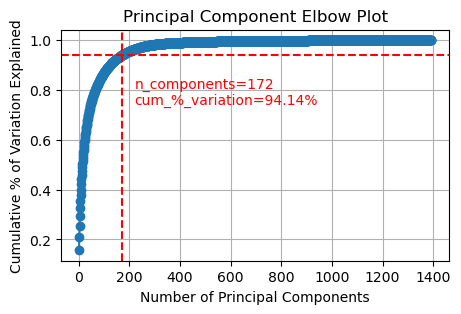 Principal Component Elbow Plot
Cumulative % of Variation Explained
1.0
0.8
0.6
0.4
0.2
n_components=172
cum_%_variation=94.14%
0 200 400 600 800 1000 1200 1400
Number of Principal Components